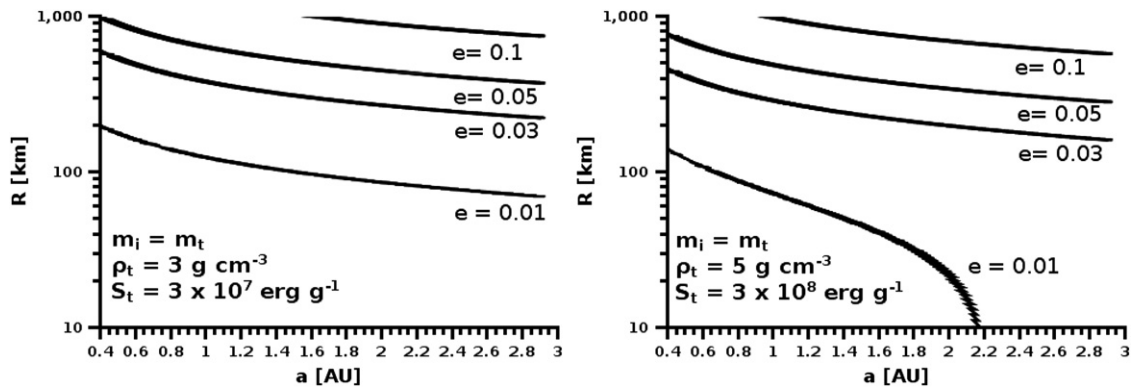 1,000
100
10
R [km]
e= 0.1
e= 0.05
e= 0.03
e = 0.01
mᵢ = mₜ
ρₜ = 3 g cm⁻³
Sₜ = 3 x 10⁷ erg g⁻¹
0.4 0.6 0.8 1 1.2 1.4 1.6 1.8 2 2.2 2.4 2.6 2.8 3
a [AU]
1,000
100
10
R [km]
e= 0.1
e= 0.05
e= 0.03
e = 0.01
mᵢ = mₜ
ρₜ = 5 g cm⁻³
Sₜ = 3 x 10⁸ erg g⁻¹
0.4 0.6 0.8 1 1.2 1.4 1.6 1.8 2 2.2 2.4 2.6 2.8 3
a [AU]